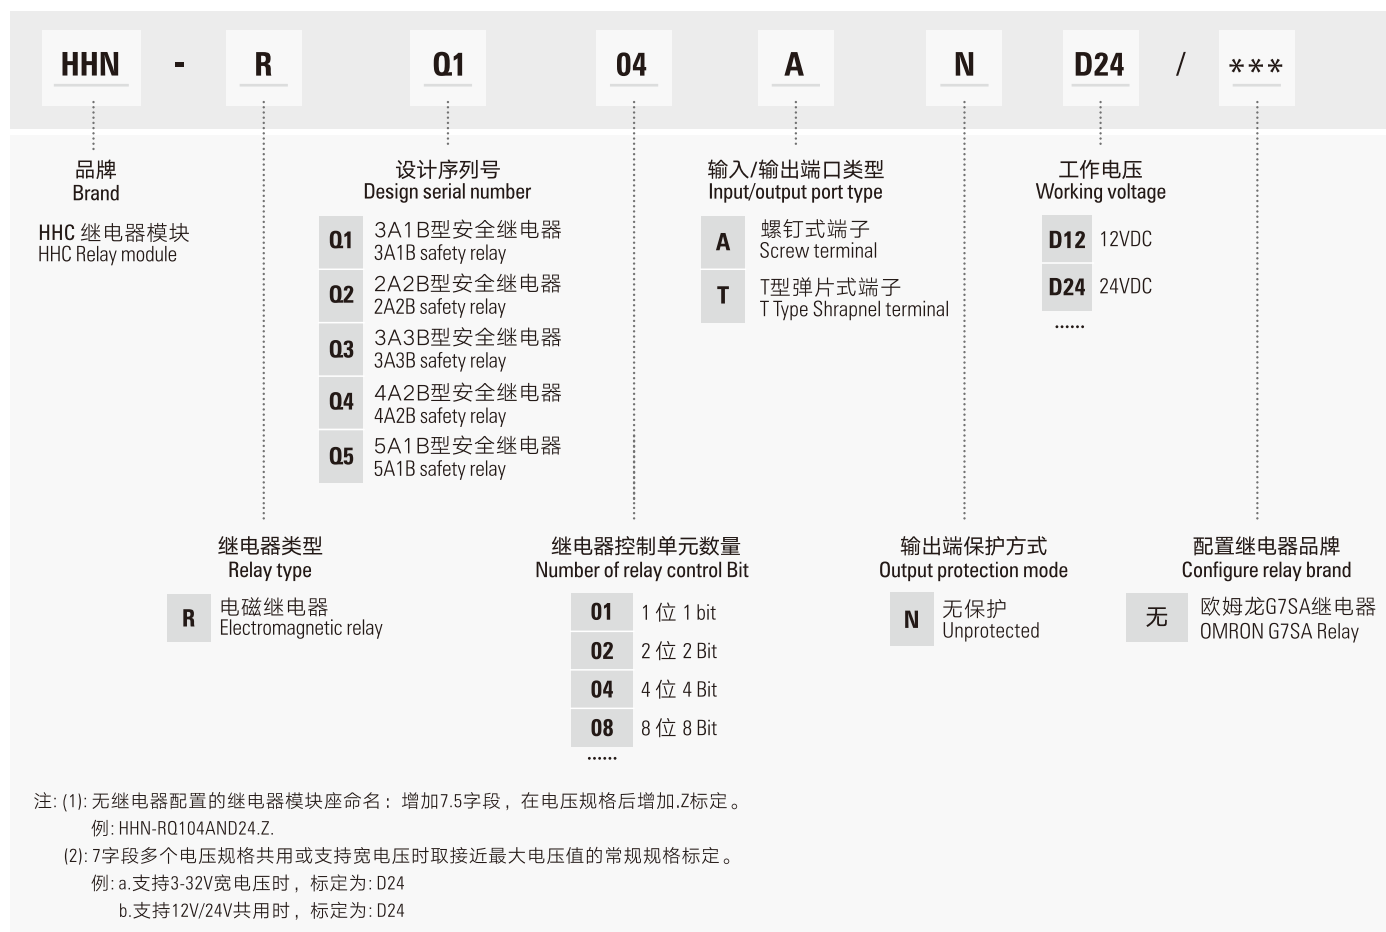 HHN - R Q1 04 A N D24 / ***
品牌
Brand
HHC 继电器模块
HHC Relay module
设计序列号
Design serial number
Q1 3A1B型安全继电器
3A1B safety relay
Q2 2A2B型安全继电器
2A2B safety relay
Q3 3A3B型安全继电器
3A3B safety relay
Q4 4A2B型安全继电器
4A2B safety relay
Q5 5A1B型安全继电器
5A1B safety relay
输入/输出端口类型
Input/output port type
A 螺钉式端子
Screw terminal
T T型弹片式端子
T Type Shrapnel terminal
工作电压
Working voltage
D12 12VDC
D24 24VDC
......
继电器类型
Relay type
R 电磁继电器
Electromagnetic relay
继电器控制单元数量
Number of relay control Bit
01 1 位 1 bit
02 2 位 2 Bit
04 4 位 4 Bit
08 8 位 8 Bit
......
输出端保护方式
Output protection mode
N 无保护
Unprotected
配置继电器品牌
Configure relay brand
无 欧姆龙G7SA继电器
OMRON G7SA Relay
注: (1): 无继电器配置的继电器模块座命名：增加7.5字段，在电压规格后增加.Z标定。
例: HHN-RQ104AND24.Z.
(2): 7字段多个电压规格共用或支持宽电压时取接近最大电压值的常规规格标定。
例: a.支持3-32V宽电压时，标定为: D24
b.支持12V/24V共用时，标定为: D24